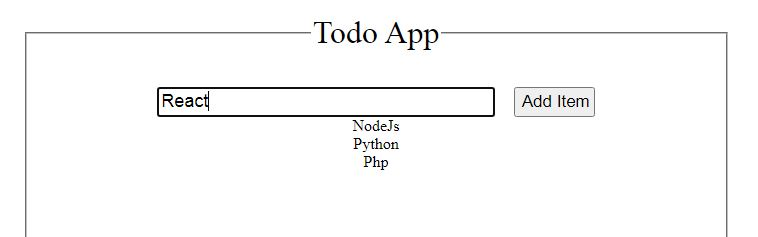 Todo App
React Add Item
NodeJs
Python
Php